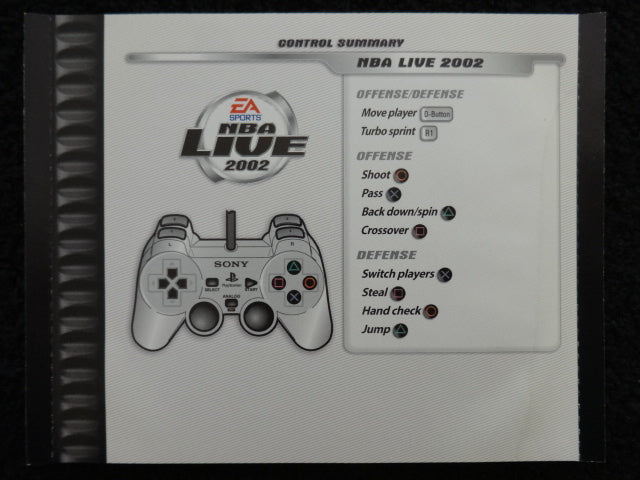 CONTROL SUMMARY
NBA LIVE 2002
EA
SPORTS
NBA
LIVE
2002
OFFENSE/DEFENSE
Move player D-Button
Turbo sprint R1
OFFENSE
Shoot
Pass
Back down/spin
Crossover
DEFENSE
Switch players
Steal
Hand check
Jump
L R
SONY
PlayStation
SELECT START
ANALOG